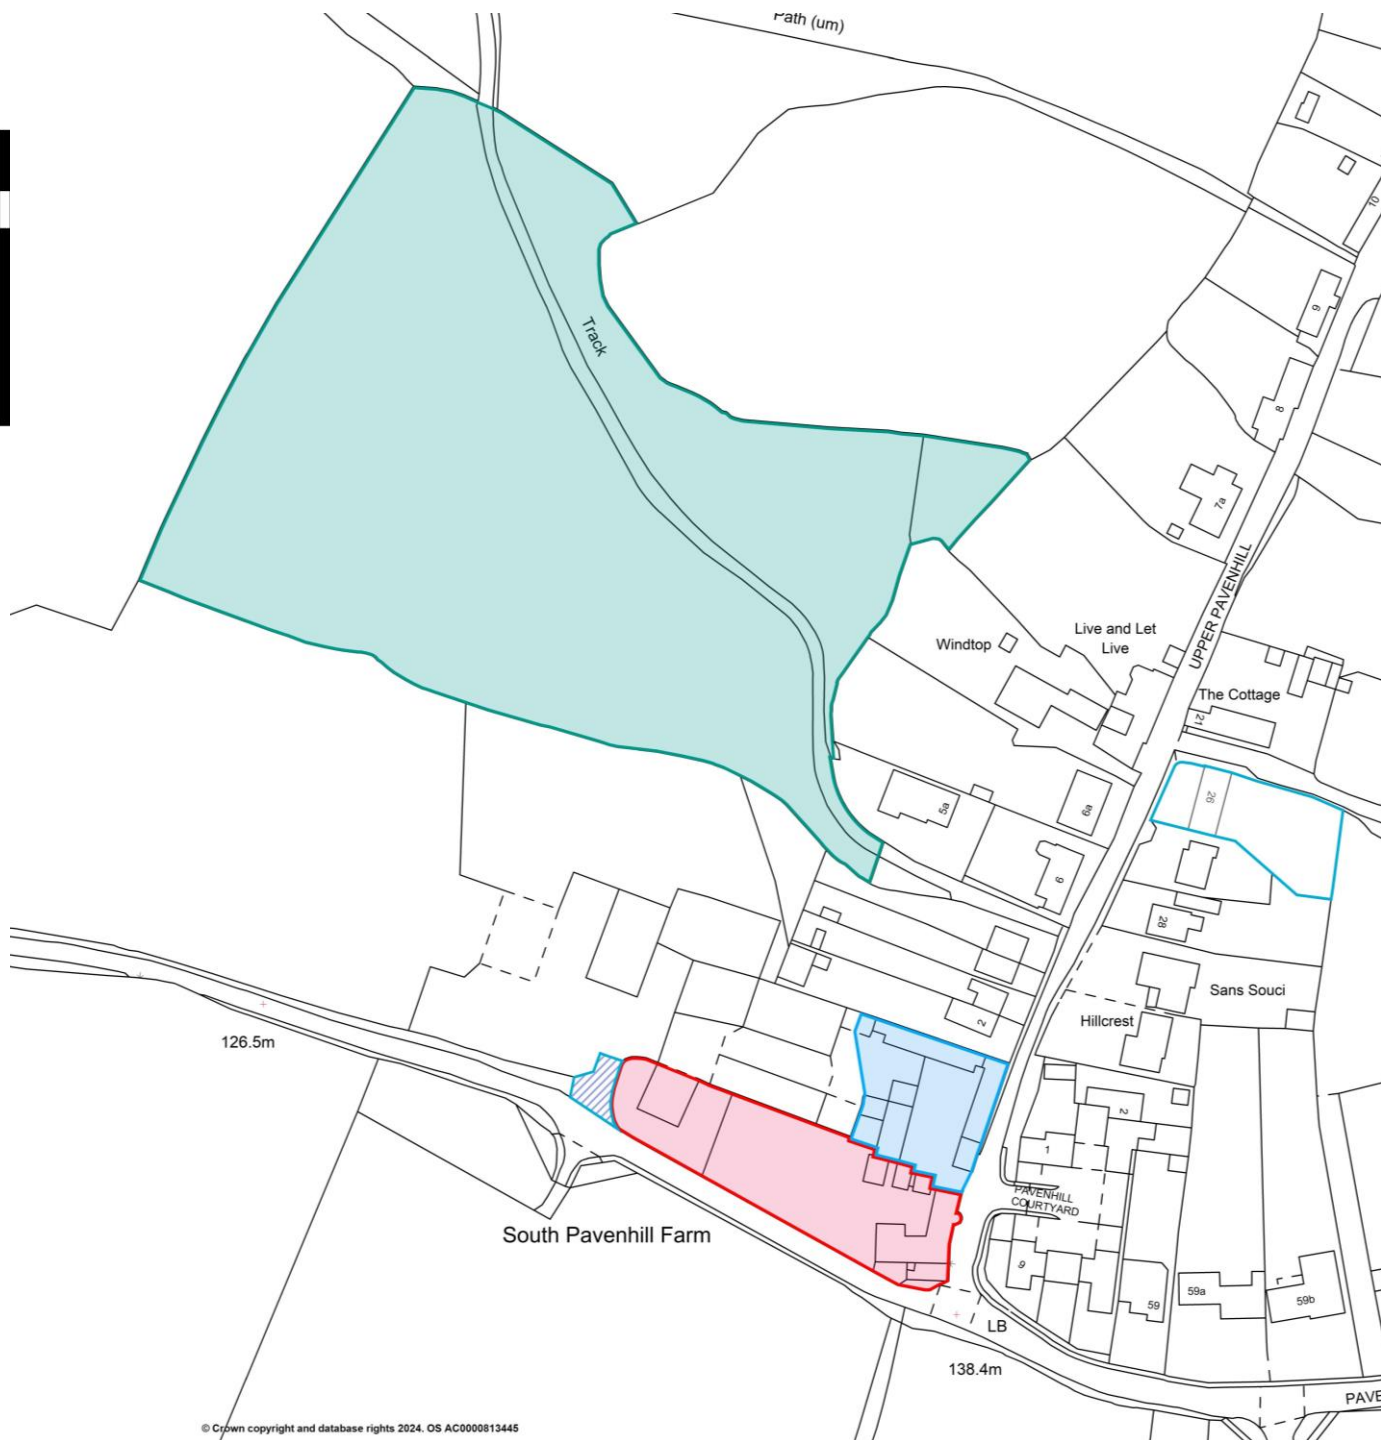 Path (um)
10
6
Track
8
7a
UPPER PAVENHILL
Windtop
Live and Let
Live
The Cottage
21
26
5a
6a
9
28
Sans Souci
126.5m
2
Hillcrest
2
1
PAVENHILL
COURTYARD
South Pavenhill Farm
9
59
59a
59b
LB
138.4m
PAVE
© Crown copyright and database rights 2024. OS AC0000813445